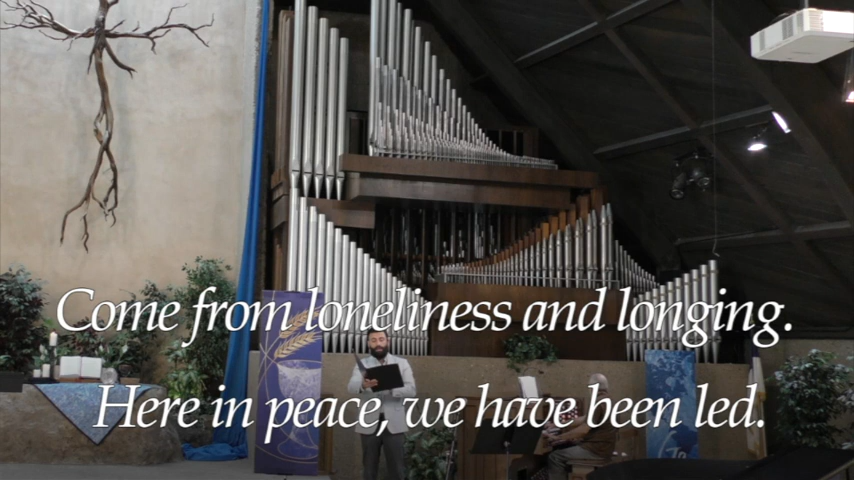 Come from loneliness and longing.
Here in peace, we have been led.